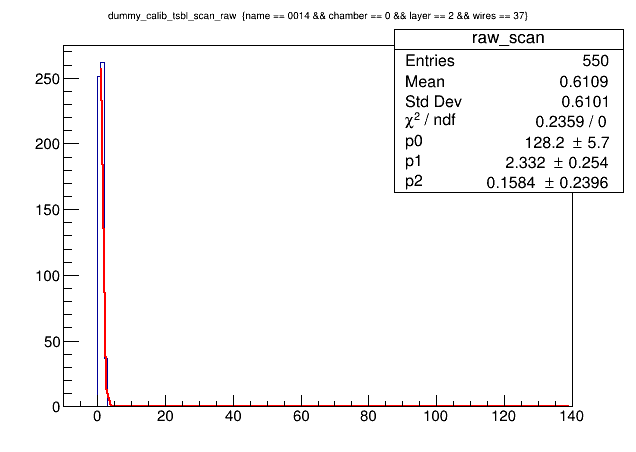 dummy_calib_tsbl_scan_raw {name == 0014 && chamber == 0 && layer == 2 && wires == 37}
raw_scan
Entries 550
Mean 0.6109
Std Dev 0.6101
χ² / ndf 0.2359 / 0
p0 128.2 ± 5.7
p1 2.332 ± 0.254
p2 0.1584 ± 0.2396
250
200
150
100
50
0
0 20 40 60 80 100 120 140